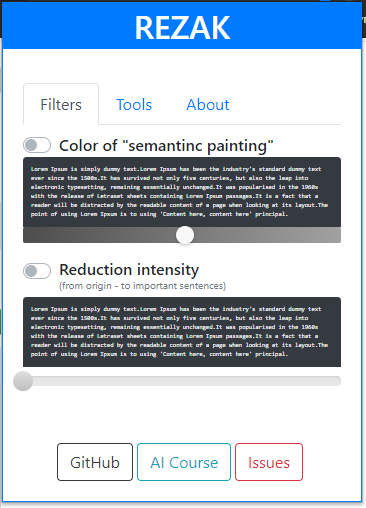 REZAK
Filters Tools About
Color of "semantinc painting"
Lorem Ipsum is simply dummy text.Lorem Ipsum has been the industry's standard dummy text
ever since the 1500s.It has survived not only five centuries, but also the leap into
electronic typesetting, remaining essentially unchanged.It was popularised in the 1960s
with the release of Letraset sheets containing Lorem Ipsum passages.It is a fact that a
reader will be distracted by the readable content of a page when looking at its layout.The
point of using Lorem Ipsum is to using 'Content here, content here' principal.
Reduction intensity
(from origin - to important sentences)
Lorem Ipsum is simply dummy text.Lorem Ipsum has been the industry's standard dummy text
ever since the 1500s.It has survived not only five centuries, but also the leap into
electronic typesetting, remaining essentially unchanged.It was popularised in the 1960s
with the release of Letraset sheets containing Lorem Ipsum passages.It is a fact that a
reader will be distracted by the readable content of a page when looking at its layout.The
point of using Lorem Ipsum is to using 'Content here, content here' principal.
GitHub AI Course Issues